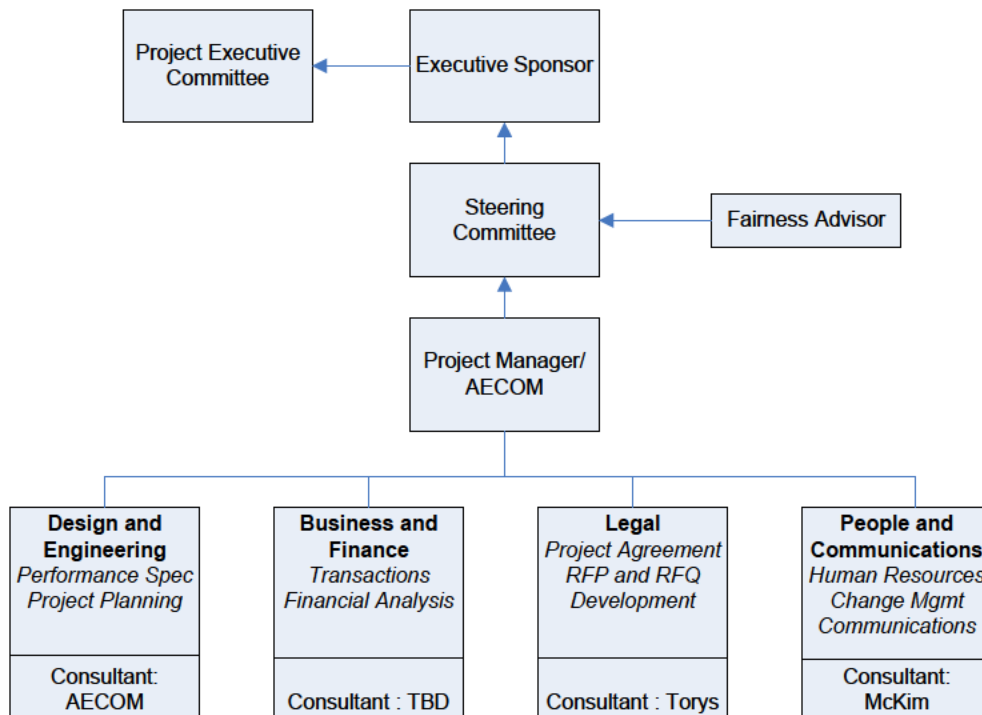 Project Executive
Committee
Executive Sponsor
Steering
Committee
Fairness Advisor
Project Manager/
AECOM
Design and
Engineering
Performance Spec
Project Planning
Consultant:
AECOM
Business and
Finance
Transactions
Financial Analysis
Consultant : TBD
Legal
Project Agreement
RFP and RFQ
Development
Consultant : Torys
People and
Communications
Human Resources
Change Mgmt
Communications
Consultant:
McKim